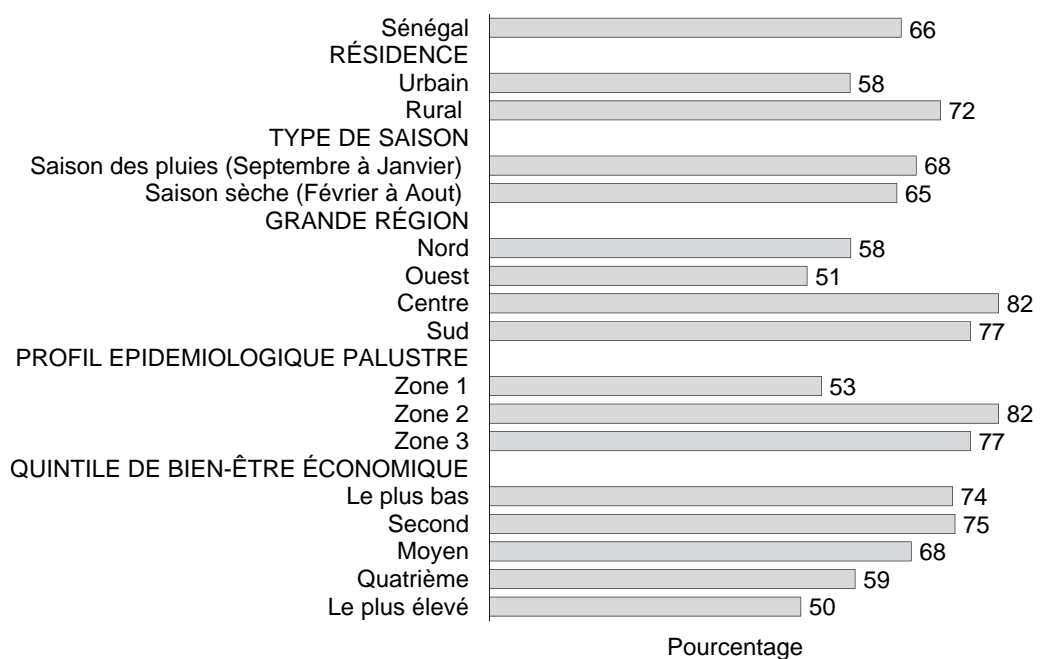 Sénégal 66
RÉSIDENCE
Urbain 58
Rural 72
TYPE DE SAISON
Saison des pluies (Septembre à Janvier) 68
Saison sèche (Février à Aout) 65
GRANDE RÉGION
Nord 58
Ouest 51
Centre 82
Sud 77
PROFIL EPIDEMIOLOGIQUE PALUSTRE
Zone 1 53
Zone 2 82
Zone 3 77
QUINTILE DE BIEN-ÊTRE ÉCONOMIQUE
Le plus bas 74
Second 75
Moyen 68
Quatrième 59
Le plus élevé 50
Pourcentage